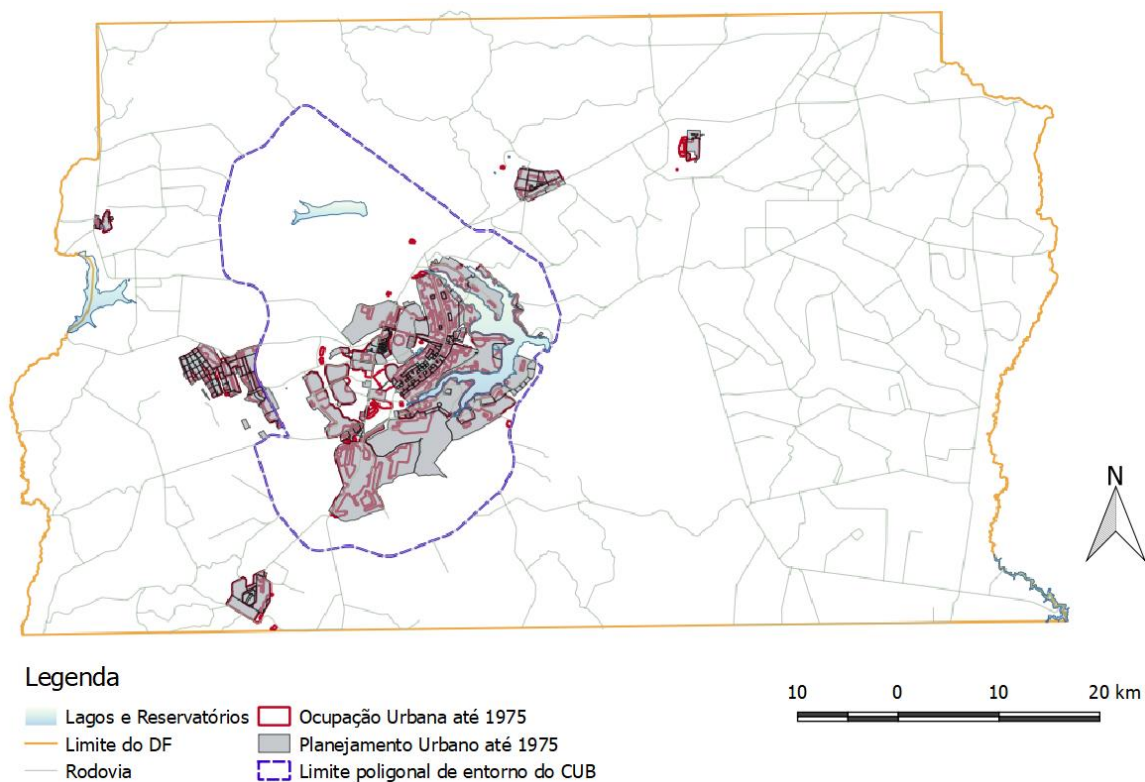 N
Legenda
10 0 10 20 km
Lagos e Reservatórios Ocupação Urbana até 1975
Limite do DF Planejamento Urbano até 1975
Rodovia Limite poligonal de entorno do CUB